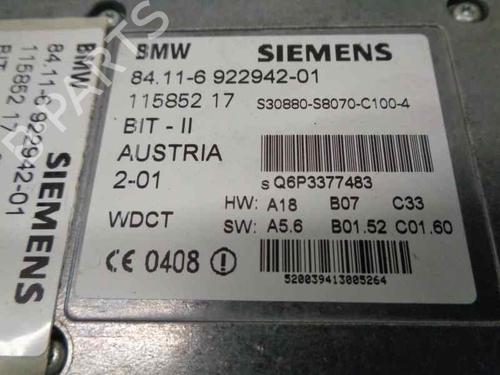 BMW SIEMENS
84.11-6 922942-01
115852 17 S30880-S8070-C100-4
BIT - II
AUSTRIA
2-01 s Q6P3377483
HW: A18 B07 C33
WDCT SW: A5.6 B01.52 C01.60
CE 0408
520039413005264
BMW SIEMENS
84.11-6 922942-01
115852 17
BIT